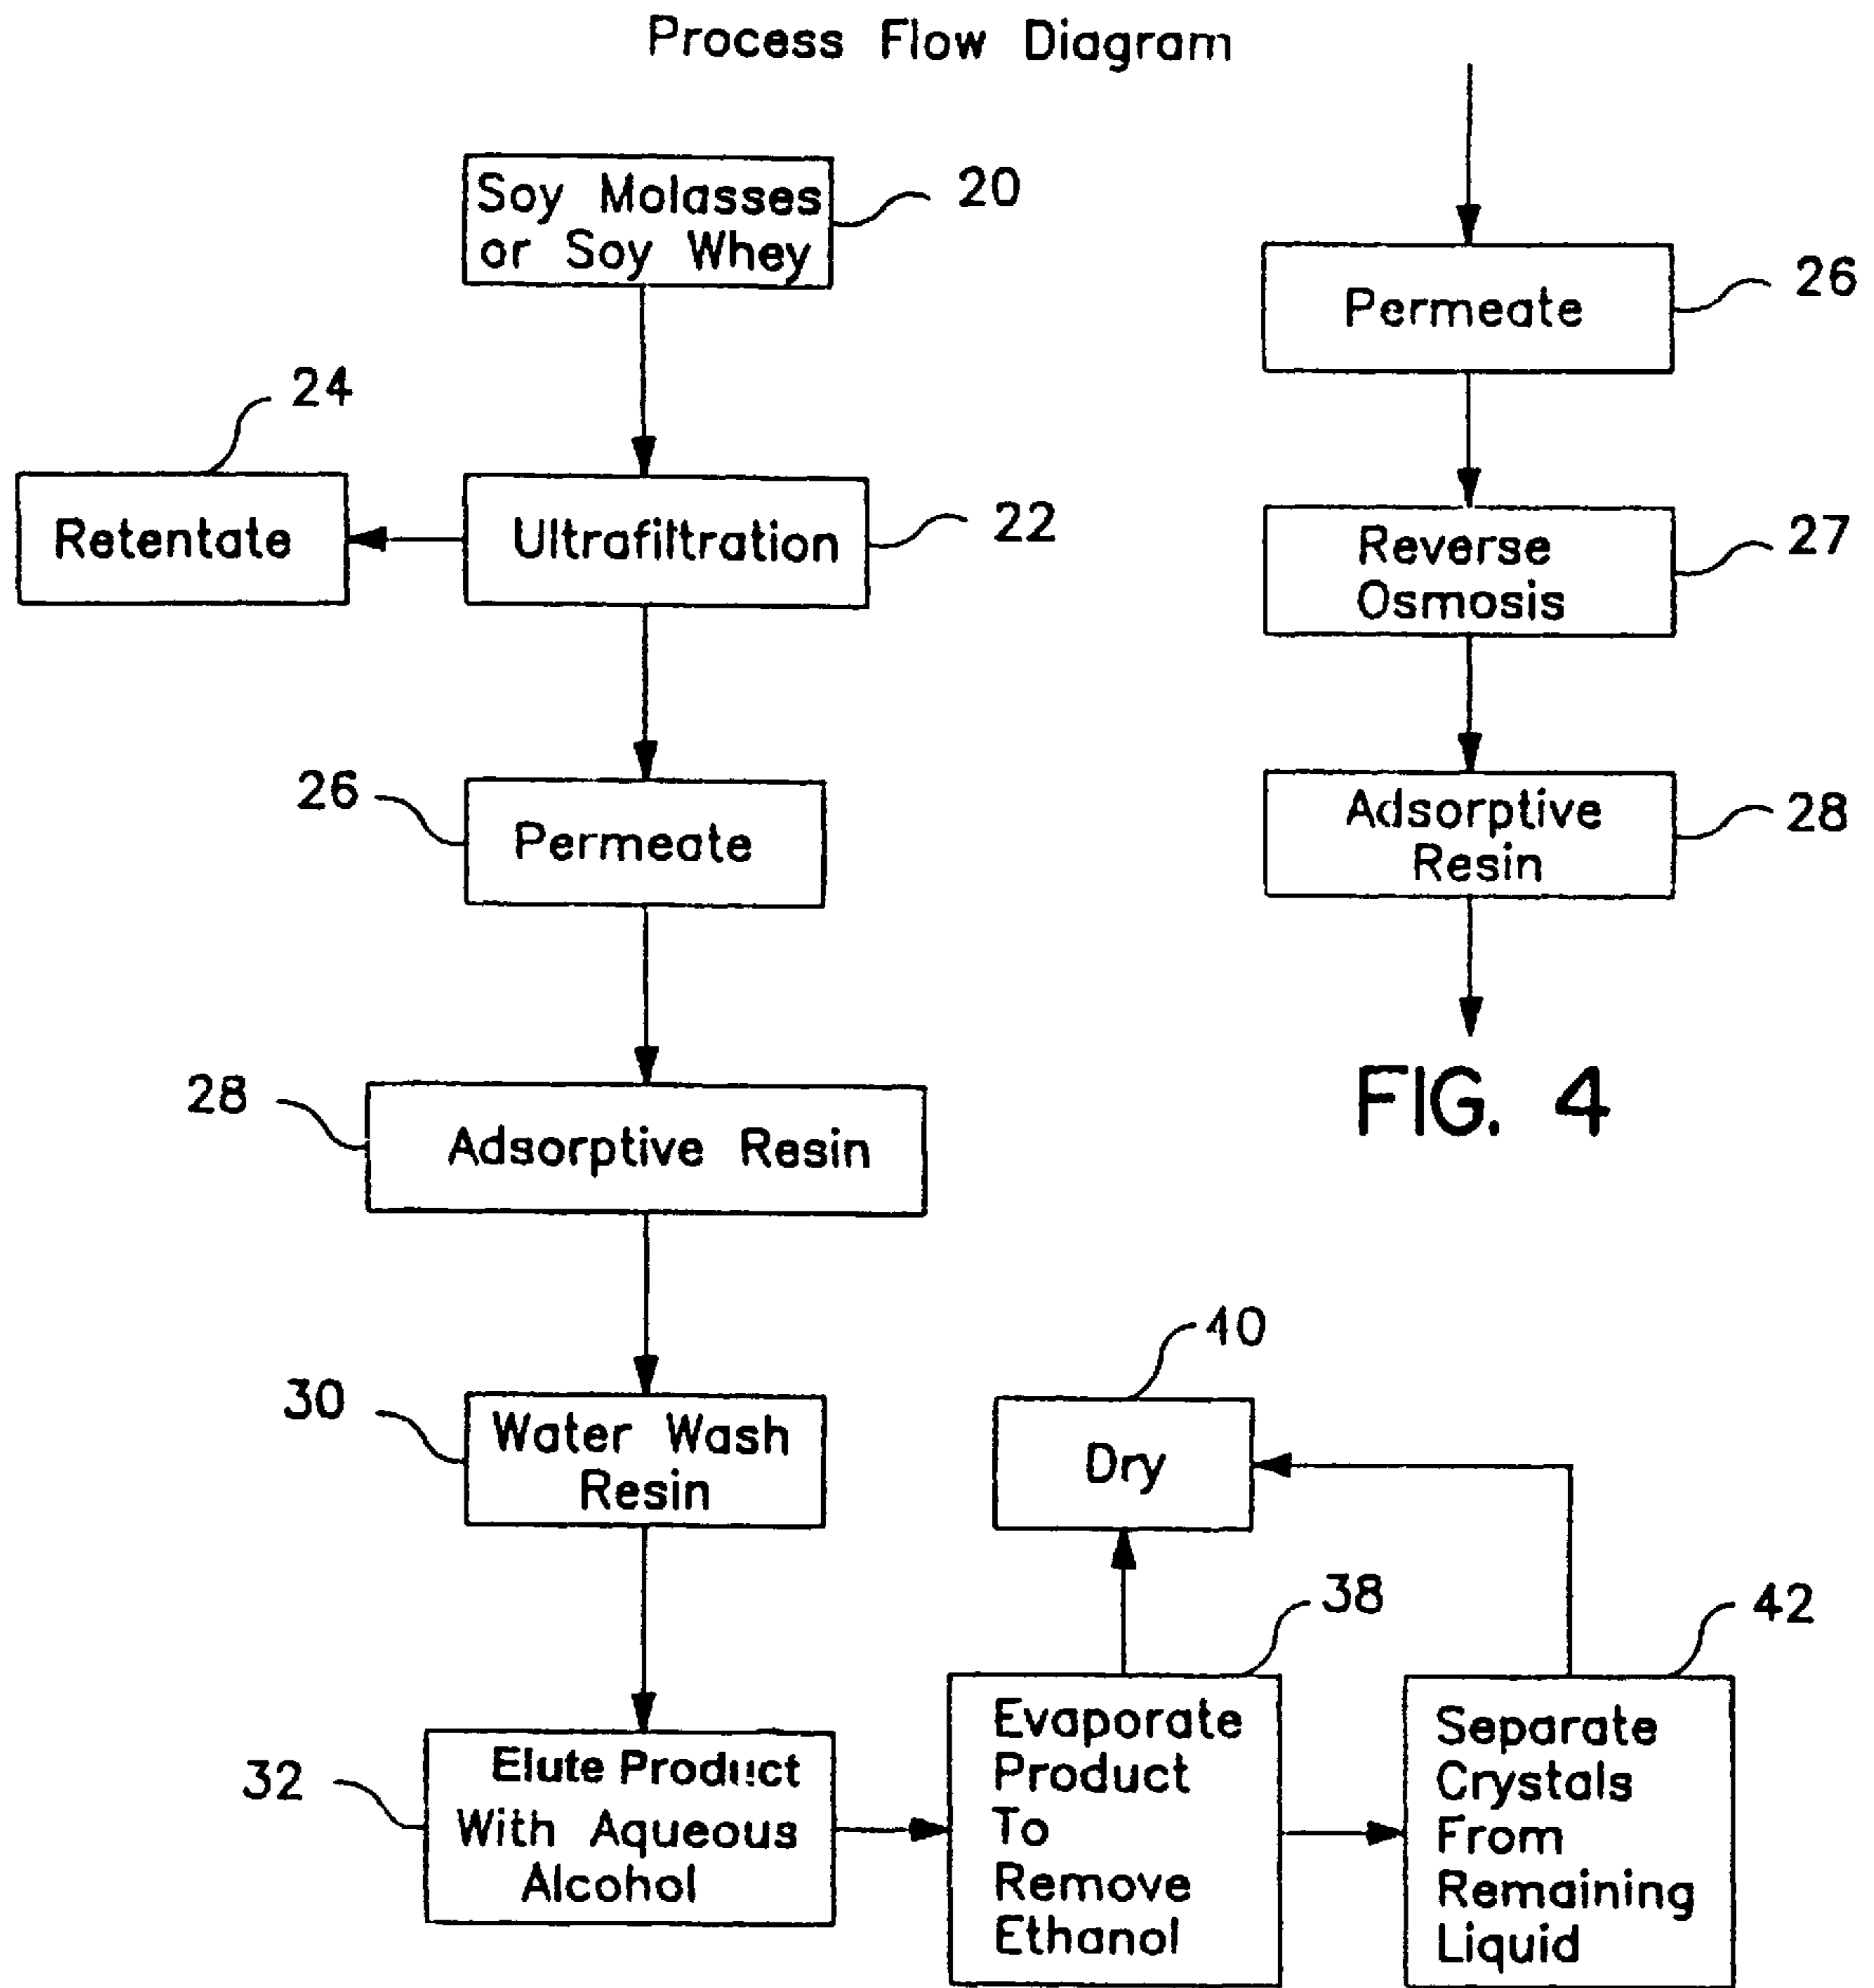 Process Flow Diagram
Soy Molasses
or Soy Whey
20
24
Retentate
Ultrafiltration
22
26
Permeate
28
Adsorptive Resin
30
Water Wash
Resin
32
Elute Product
With Aqueous
Alcohol
40
Dry
38
Evaporate
Product
To
Remove
Ethanol
42
Separate
Crystals
From
Remaining
Liquid
Permeate
26
Reverse
Osmosis
27
Adsorptive
Resin
28
FIG. 4